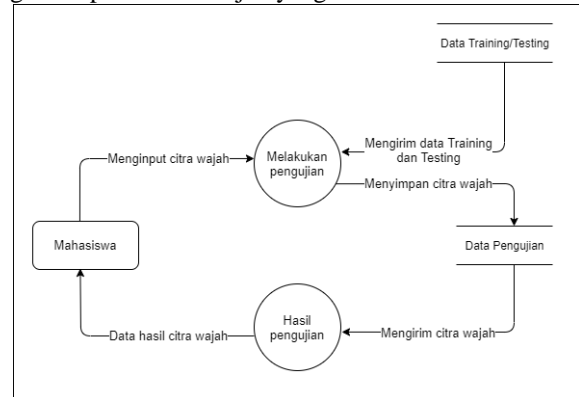 Data Training/Testing
Mengirim data Training
dan Testing
Menginput citra wajah
Melakukan
pengujian
Menyimpan citra wajah
Mahasiswa
Data Pengujian
Hasil
pengujian
Data hasil citra wajah
Mengirim citra wajah